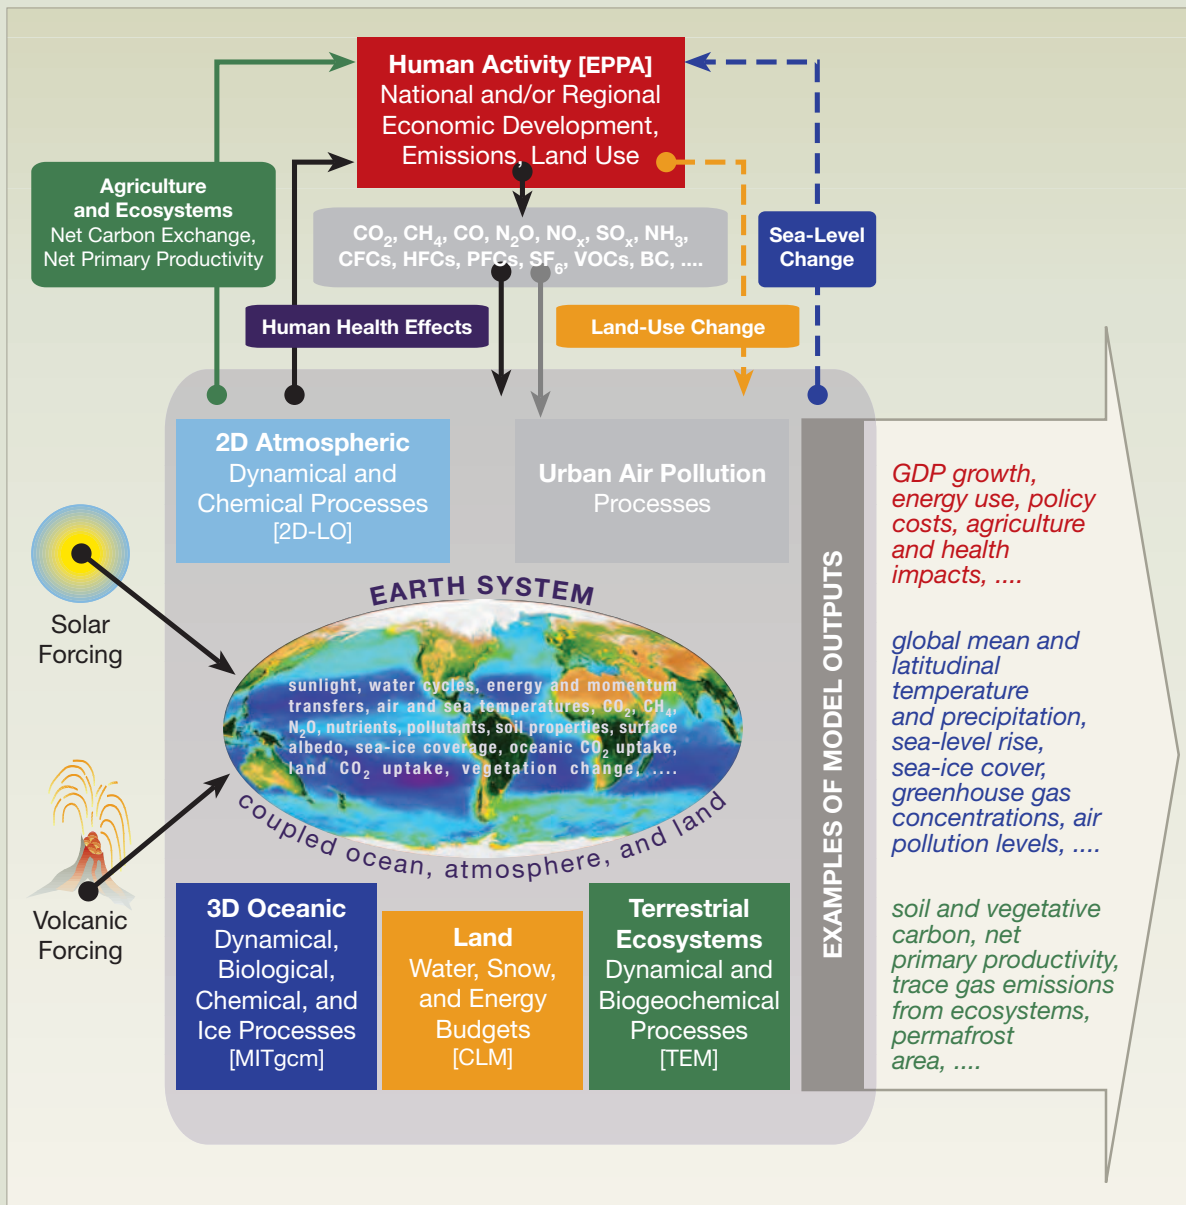 Human Activity [EPPA]
National and/or Regional
Economic Development,
Emissions, Land Use
Agriculture
and Ecosystems
Net Carbon Exchange,
Net Primary Productivity
CO₂, CH₄, CO, N₂O, NOₓ, SOₓ, NH₃,
CFCs, HFCs, PFCs, SF₆, VOCs, BC, ....
Sea-Level
Change
Human Health Effects
Land-Use Change
2D Atmospheric
Dynamical and
Chemical Processes
[2D-LO]
Urban Air Pollution
Processes
Solar
Forcing
EARTH SYSTEM
sunlight, water cycles, energy and momentum
transfers, air and sea temperatures, CO₂, CH₄,
N₂O, nutrients, pollutants, soil properties, surface
albedo, sea-ice coverage, oceanic CO₂ uptake,
land CO₂ uptake, vegetation change, ....
coupled ocean, atmosphere, and land
Volcanic
Forcing
3D Oceanic
Dynamical,
Biological,
Chemical, and
Ice Processes
[MITgcm]
Land
Water, Snow,
and Energy
Budgets
[CLM]
Terrestrial
Ecosystems
Dynamical and
Biogeochemical
Processes
[TEM]
EXAMPLES OF MODEL OUTPUTS
GDP growth,
energy use, policy
costs, agriculture
and health
impacts, ....
global mean and
latitudinal
temperature
and precipitation,
sea-level rise,
sea-ice cover,
greenhouse gas
concentrations, air
pollution levels, ....
soil and vegetative
carbon, net
primary productivity,
trace gas emissions
from ecosystems,
permafrost
area, ....